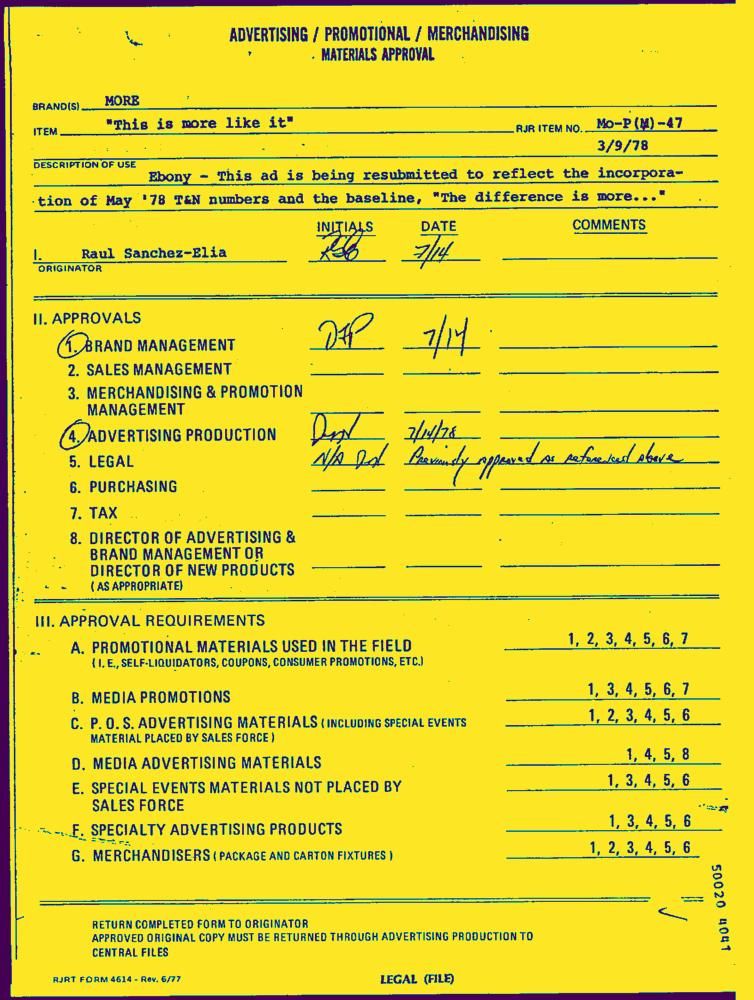 ADVERTISING / PROMOTIONAL / MERCHANDISING
MATERIALS APPROVAL
BRAND(S) MORE
ITEM "This is more like it" RJR ITEM NO. Mo-P(M)-47
3/9/78
DESCRIPTION OF USE
Ebony - This ad is being resubmitted to reflect the incorpora-
tion of May '78 T&N numbers and the baseline, "The difference is more..."
INITIALS DATE COMMENTS
I. Raul Sanchez-Elia 7/14
ORIGINATOR
II. APPROVALS
1. BRAND MANAGEMENT 7/14
2. SALES MANAGEMENT
3. MERCHANDISING & PROMOTION
MANAGEMENT
4. ADVERTISING PRODUCTION 7/14/78
5. LEGAL N/A Previously approved as referenced above
6. PURCHASING
7. TAX
8. DIRECTOR OF ADVERTISING &
BRAND MANAGEMENT OR
DIRECTOR OF NEW PRODUCTS
(AS APPROPRIATE)
III. APPROVAL REQUIREMENTS
A. PROMOTIONAL MATERIALS USED IN THE FIELD 1, 2, 3, 4, 5, 6, 7
(I.E., SELF-LIQUIDATORS, COUPONS, CONSUMER PROMOTIONS, ETC.)
B. MEDIA PROMOTIONS 1, 3, 4, 5, 6, 7
C. P.O.S. ADVERTISING MATERIALS (INCLUDING SPECIAL EVENTS 1, 2, 3, 4, 5, 6
MATERIAL PLACED BY SALES FORCE)
D. MEDIA ADVERTISING MATERIALS 1, 4, 5, 8
E. SPECIAL EVENTS MATERIALS NOT PLACED BY 1, 3, 4, 5, 6
SALES FORCE
F. SPECIALTY ADVERTISING PRODUCTS 1, 3, 4, 5, 6
G. MERCHANDISERS (PACKAGE AND CARTON FIXTURES) 1, 2, 3, 4, 5, 6
50020 4041
RETURN COMPLETED FORM TO ORIGINATOR
APPROVED ORIGINAL COPY MUST BE RETURNED THROUGH ADVERTISING PRODUCTION TO
CENTRAL FILES
RJRT FORM 4614 - Rev. 6/77 LEGAL (FILE)